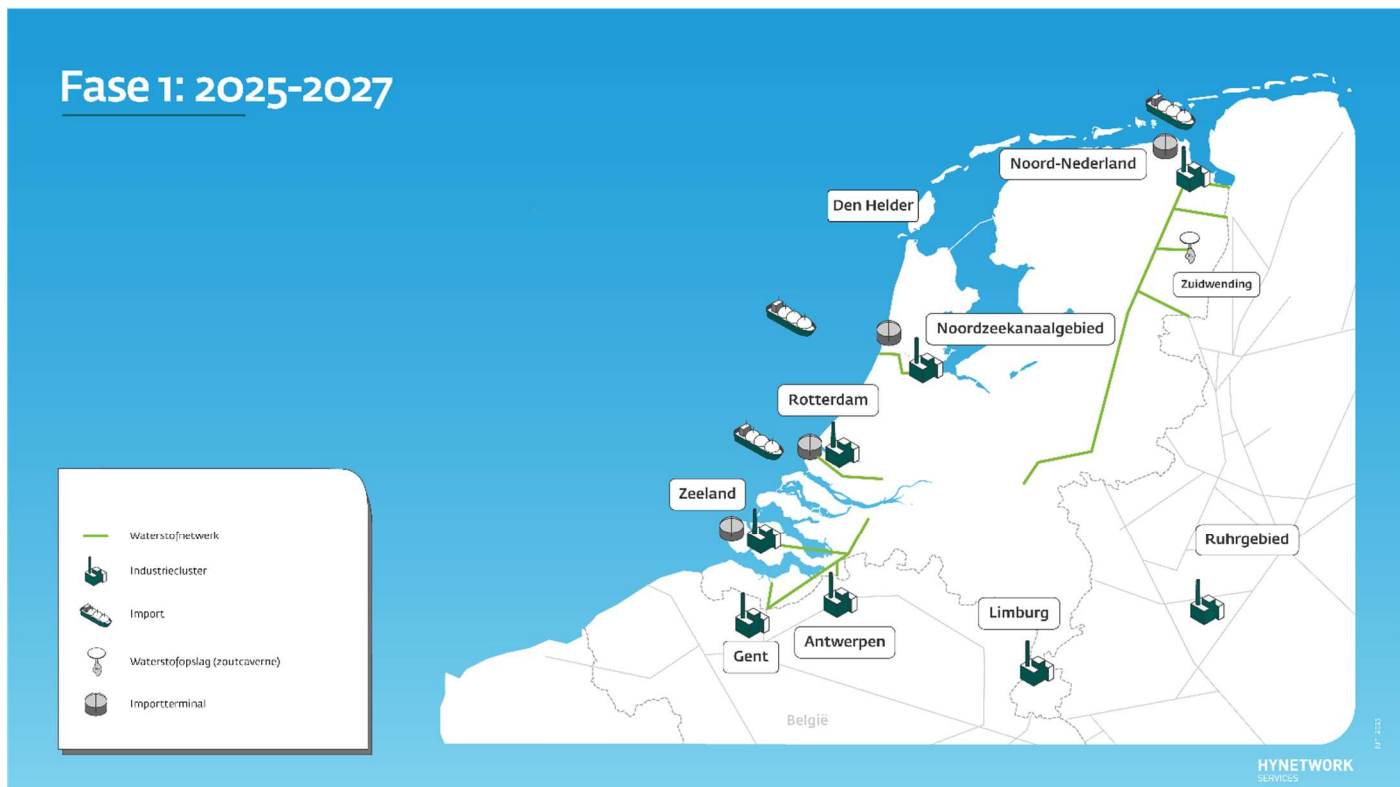 Fase 1: 2025-2027
Noord-Nederland
Den Helder
Zuidwending
Noordzeekanaalgebied
Rotterdam
Zeeland
Ruhrgebied
Limburg
Antwerpen
Gent
België
Waterstofnetwerk
Industriecluster
Import
Waterstofopslag (zoutcaverne)
Importterminal
HYNETWORK
SERVICES